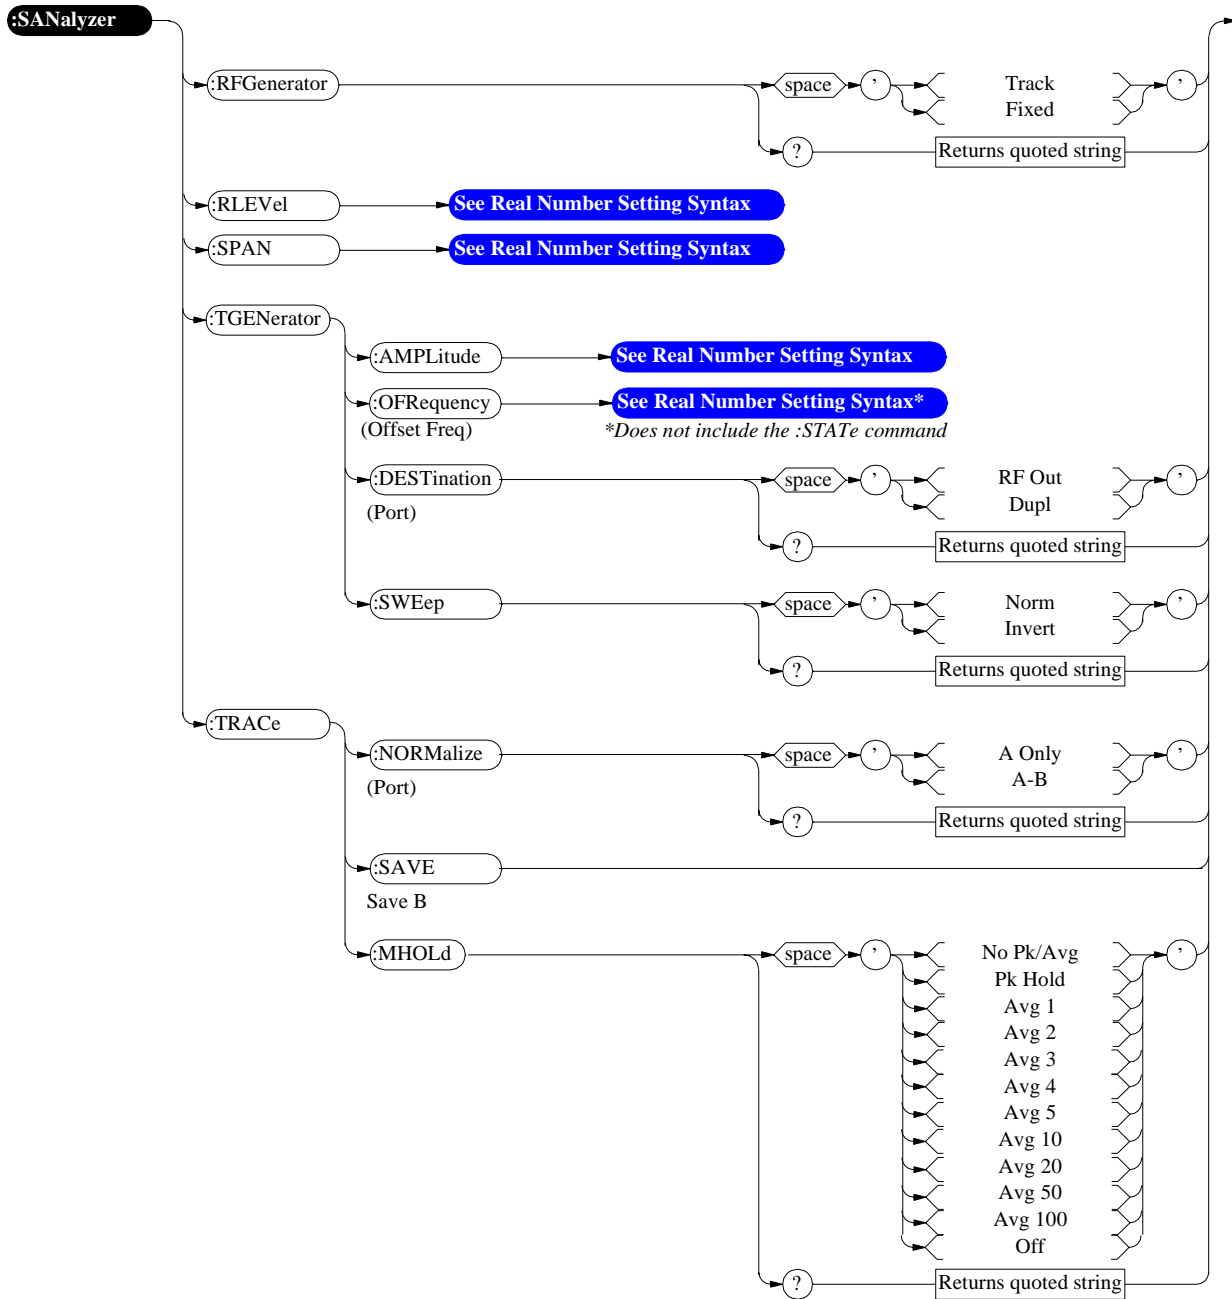 :SANalyzer
:RFGenerator space ' Track '
Fixed
? Returns quoted string
:RLEVel See Real Number Setting Syntax
:SPAN See Real Number Setting Syntax
:TGENerator
:AMPLitude See Real Number Setting Syntax
:OFRequency See Real Number Setting Syntax*
(Offset Freq) *Does not include the :STATe command
:DESTination space ' RF Out '
(Port) Dupl
? Returns quoted string
:SWEep space ' Norm '
Invert
? Returns quoted string
:TRACe
:NORMalize space ' A Only '
(Port) A-B
? Returns quoted string
:SAVE
Save B
:MHOLd space ' No Pk/Avg '
Pk Hold
Avg 1
Avg 2
Avg 3
Avg 4
Avg 5
Avg 10
Avg 20
Avg 50
Avg 100
Off
? Returns quoted string